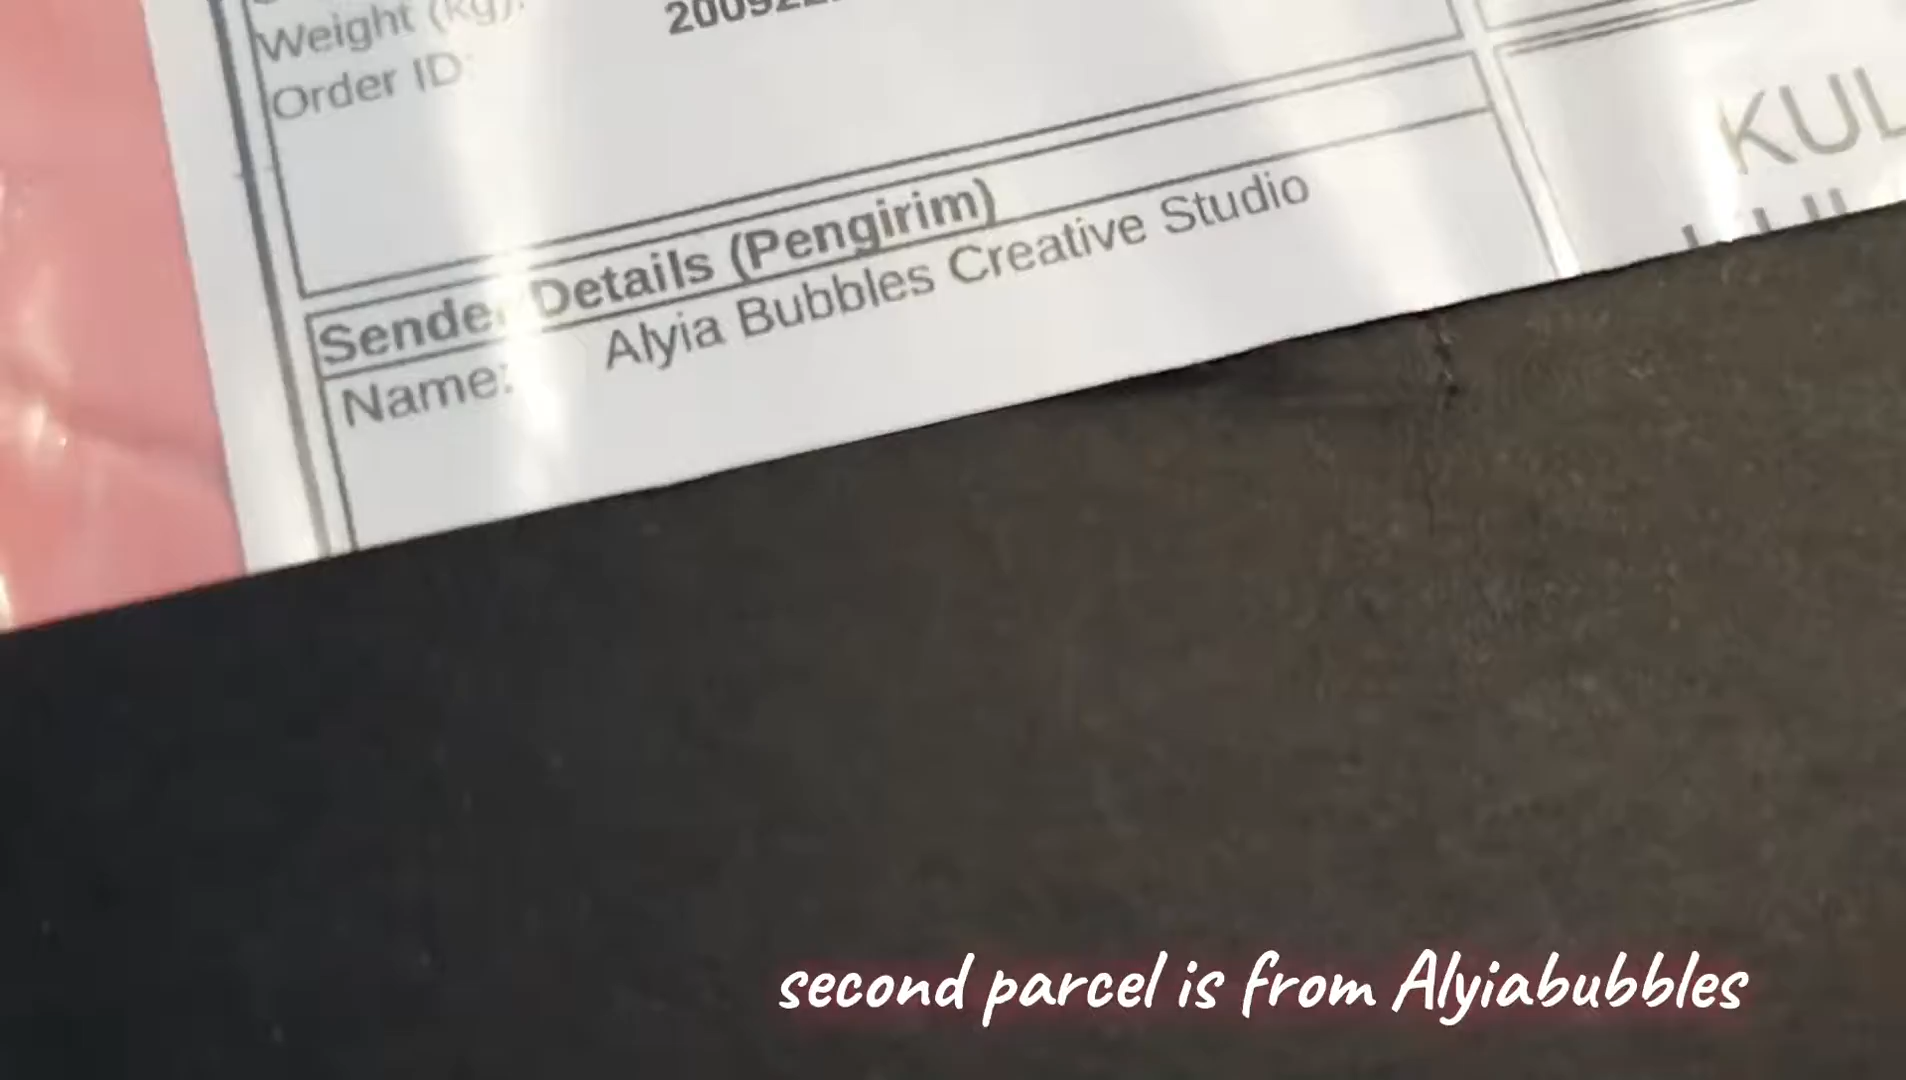 Weight (kg):
Order ID:
Sender Details (Pengirim)
Name: Alyia Bubbles Creative Studio
KUL
second parcel is from Alyiabubbles